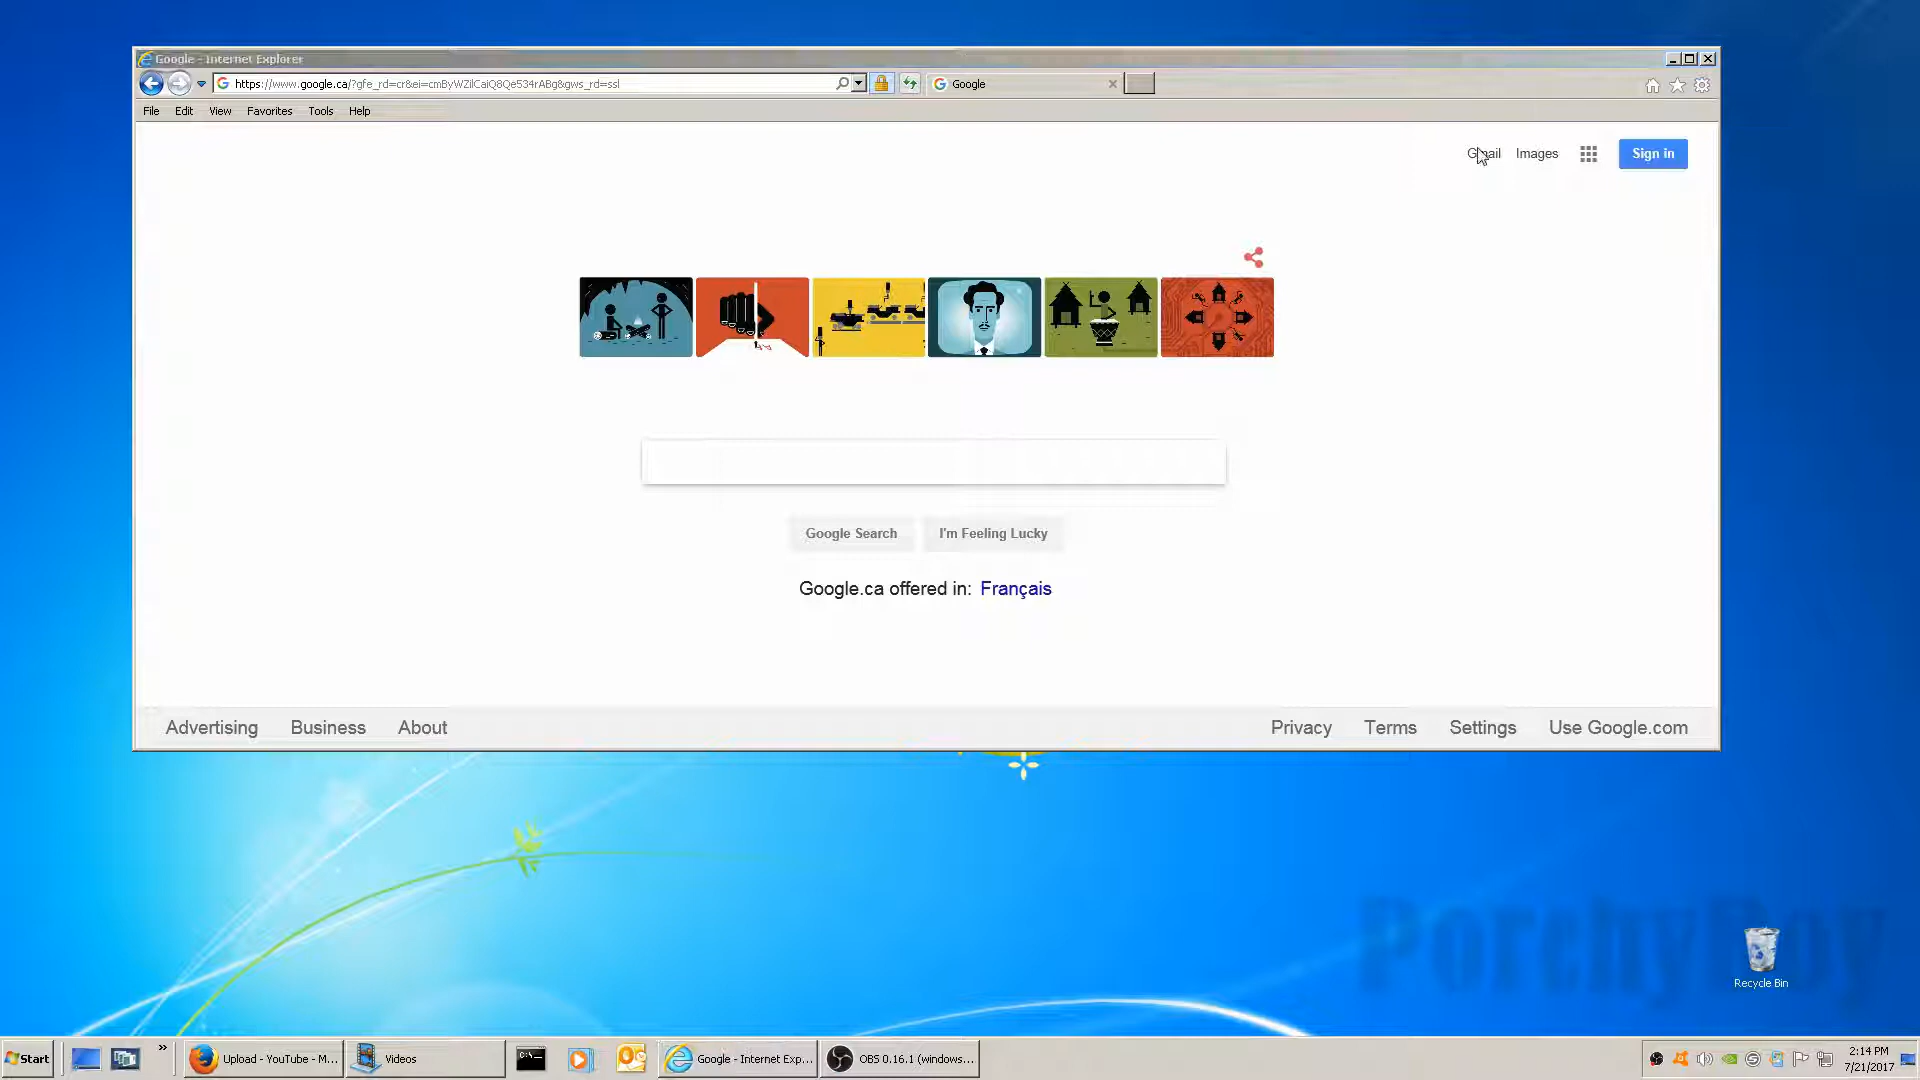 Google - Internet Explorer
https://www.google.ca/?gfe_rd=cr&ei=cmByWZilCaiQ8Qe534rABg&gws_rd=ssl
Google
File Edit View Favorites Tools Help
Gmail Images Sign in
Google Search I'm Feeling Lucky
Google.ca offered in: Français
Advertising Business About Privacy Terms Settings Use Google.com
PorchyBoy
Recycle Bin
Start
Upload - YouTube - M...
Videos
C:\_
Google - Internet Exp...
OBS 0.16.1 (windows...
2:14 PM
7/21/2017